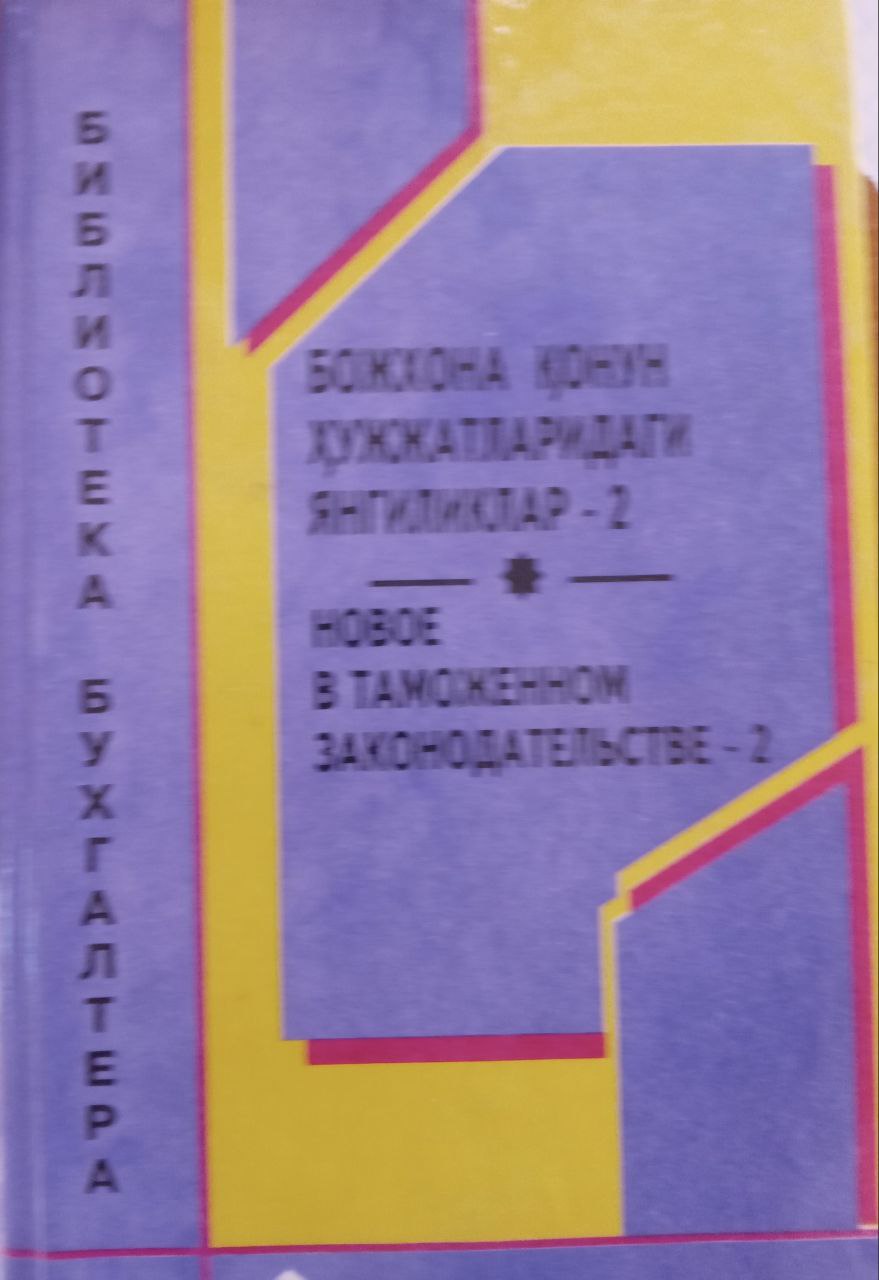 БИБЛИОТЕКА БУХГАЛТЕРА
БОЖХОНА ҚОНУН
ҲУЖЖАТЛАРИДАГИ
ЯНГИЛИКЛАР - 2
НОВОЕ
В ТАМОЖЕННОМ
ЗАКОНОДАТЕЛЬСТВЕ - 2